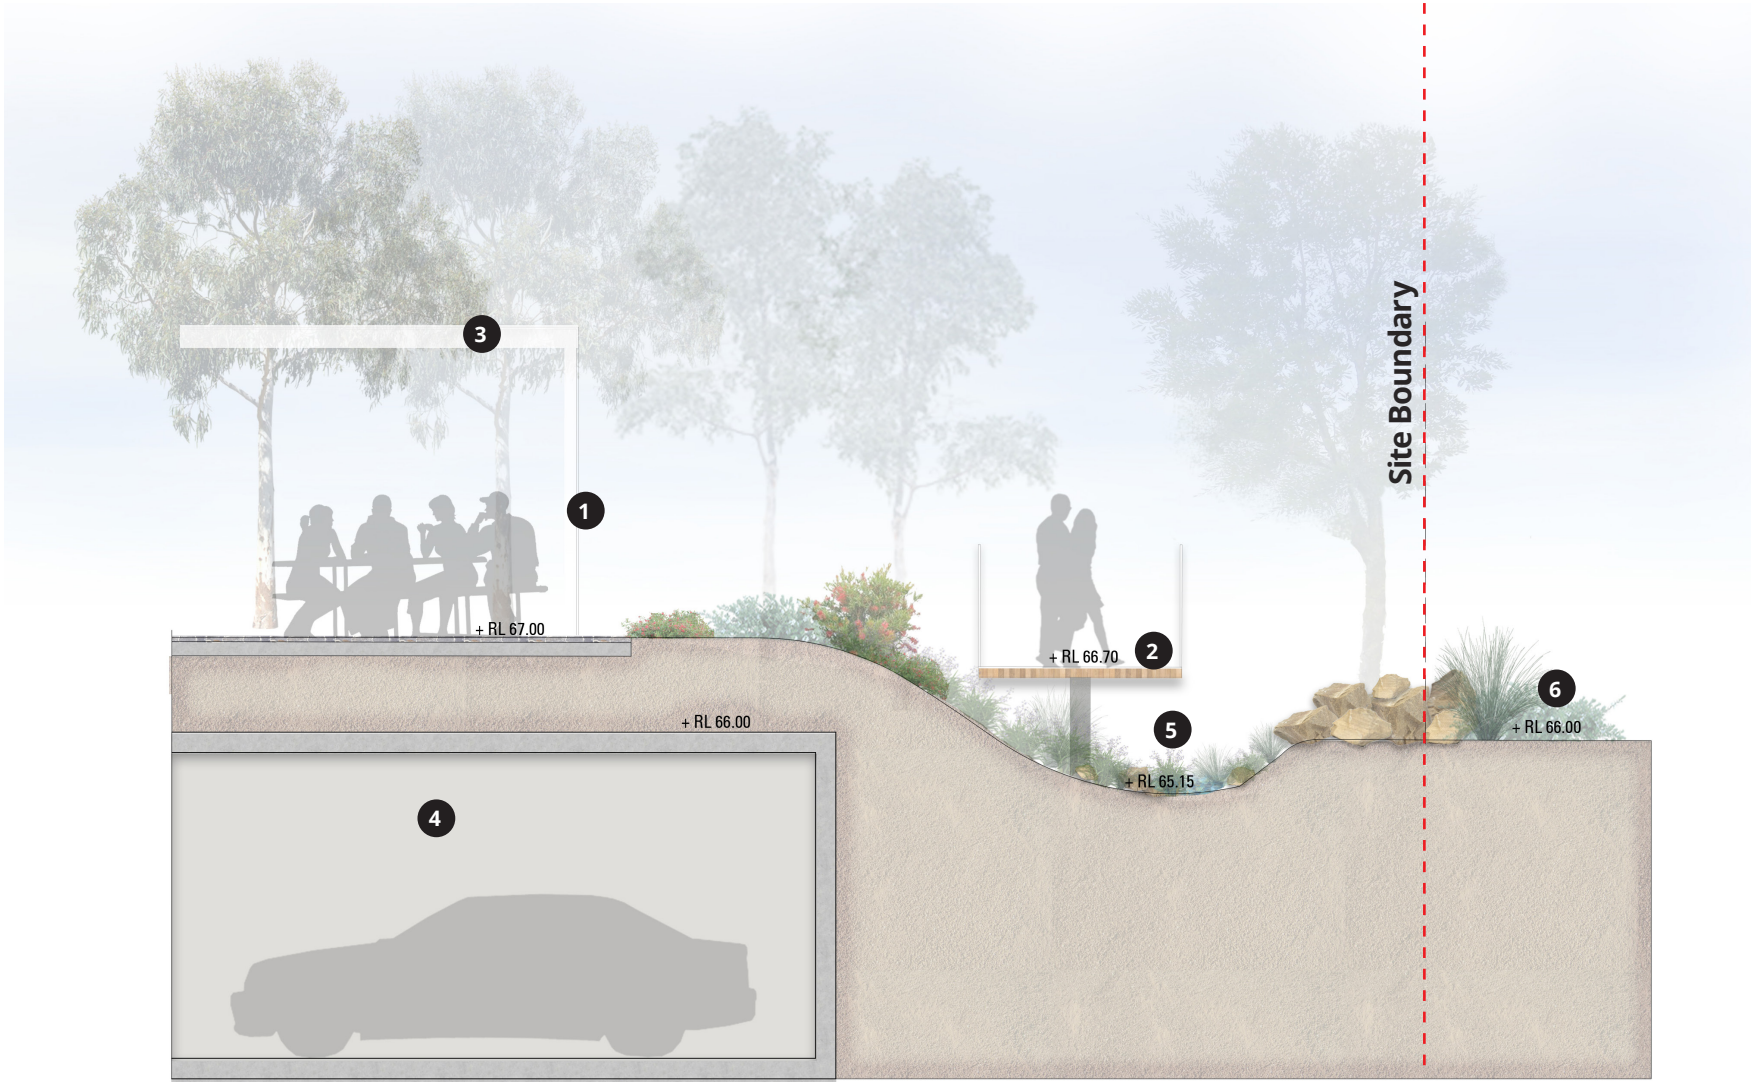 Site Boundary
3
1
+ RL 67.00
+ RL 66.70
2
6
+ RL 66.00
+ RL 66.00
5
+ RL 65.15
4